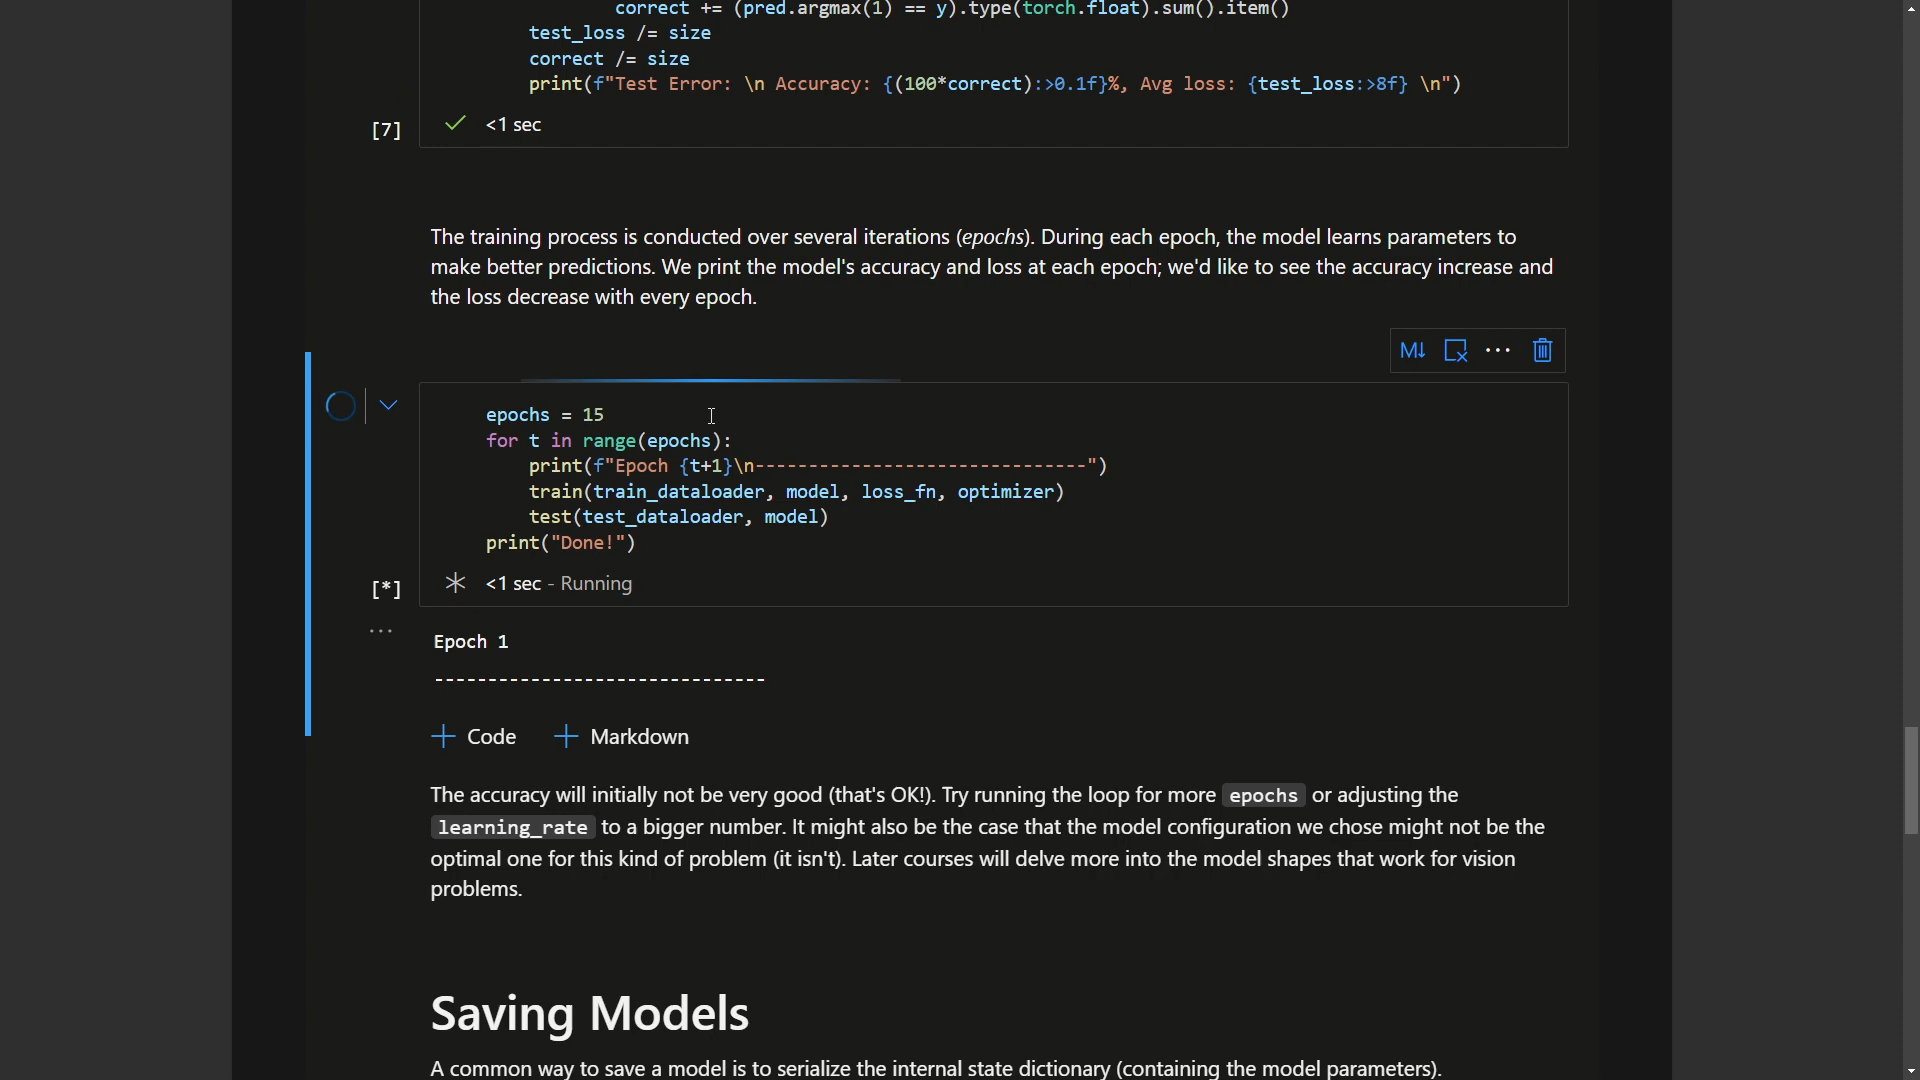 correct += (pred.argmax(1) == y).type(torch.float).sum().item()
test_loss /= size
correct /= size
print(f"Test Error: \n Accuracy: {(100*correct):>0.1f}%, Avg loss: {test_loss:>8f} \n")
[7] <1 sec
The training process is conducted over several iterations (epochs). During each epoch, the model learns parameters to
make better predictions. We print the model's accuracy and loss at each epoch; we'd like to see the accuracy increase and
the loss decrease with every epoch.
M↓ ···
epochs = 15
for t in range(epochs):
print(f"Epoch {t+1}\n-------------------------------")
train(train_dataloader, model, loss_fn, optimizer)
test(test_dataloader, model)
print("Done!")
[*] <1 sec - Running
···
Epoch 1
-------------------------------
+ Code + Markdown
The accuracy will initially not be very good (that's OK!). Try running the loop for more epochs or adjusting the
learning_rate to a bigger number. It might also be the case that the model configuration we chose might not be the
optimal one for this kind of problem (it isn't). Later courses will delve more into the model shapes that work for vision
problems.
Saving Models
A common way to save a model is to serialize the internal state dictionary (containing the model parameters).